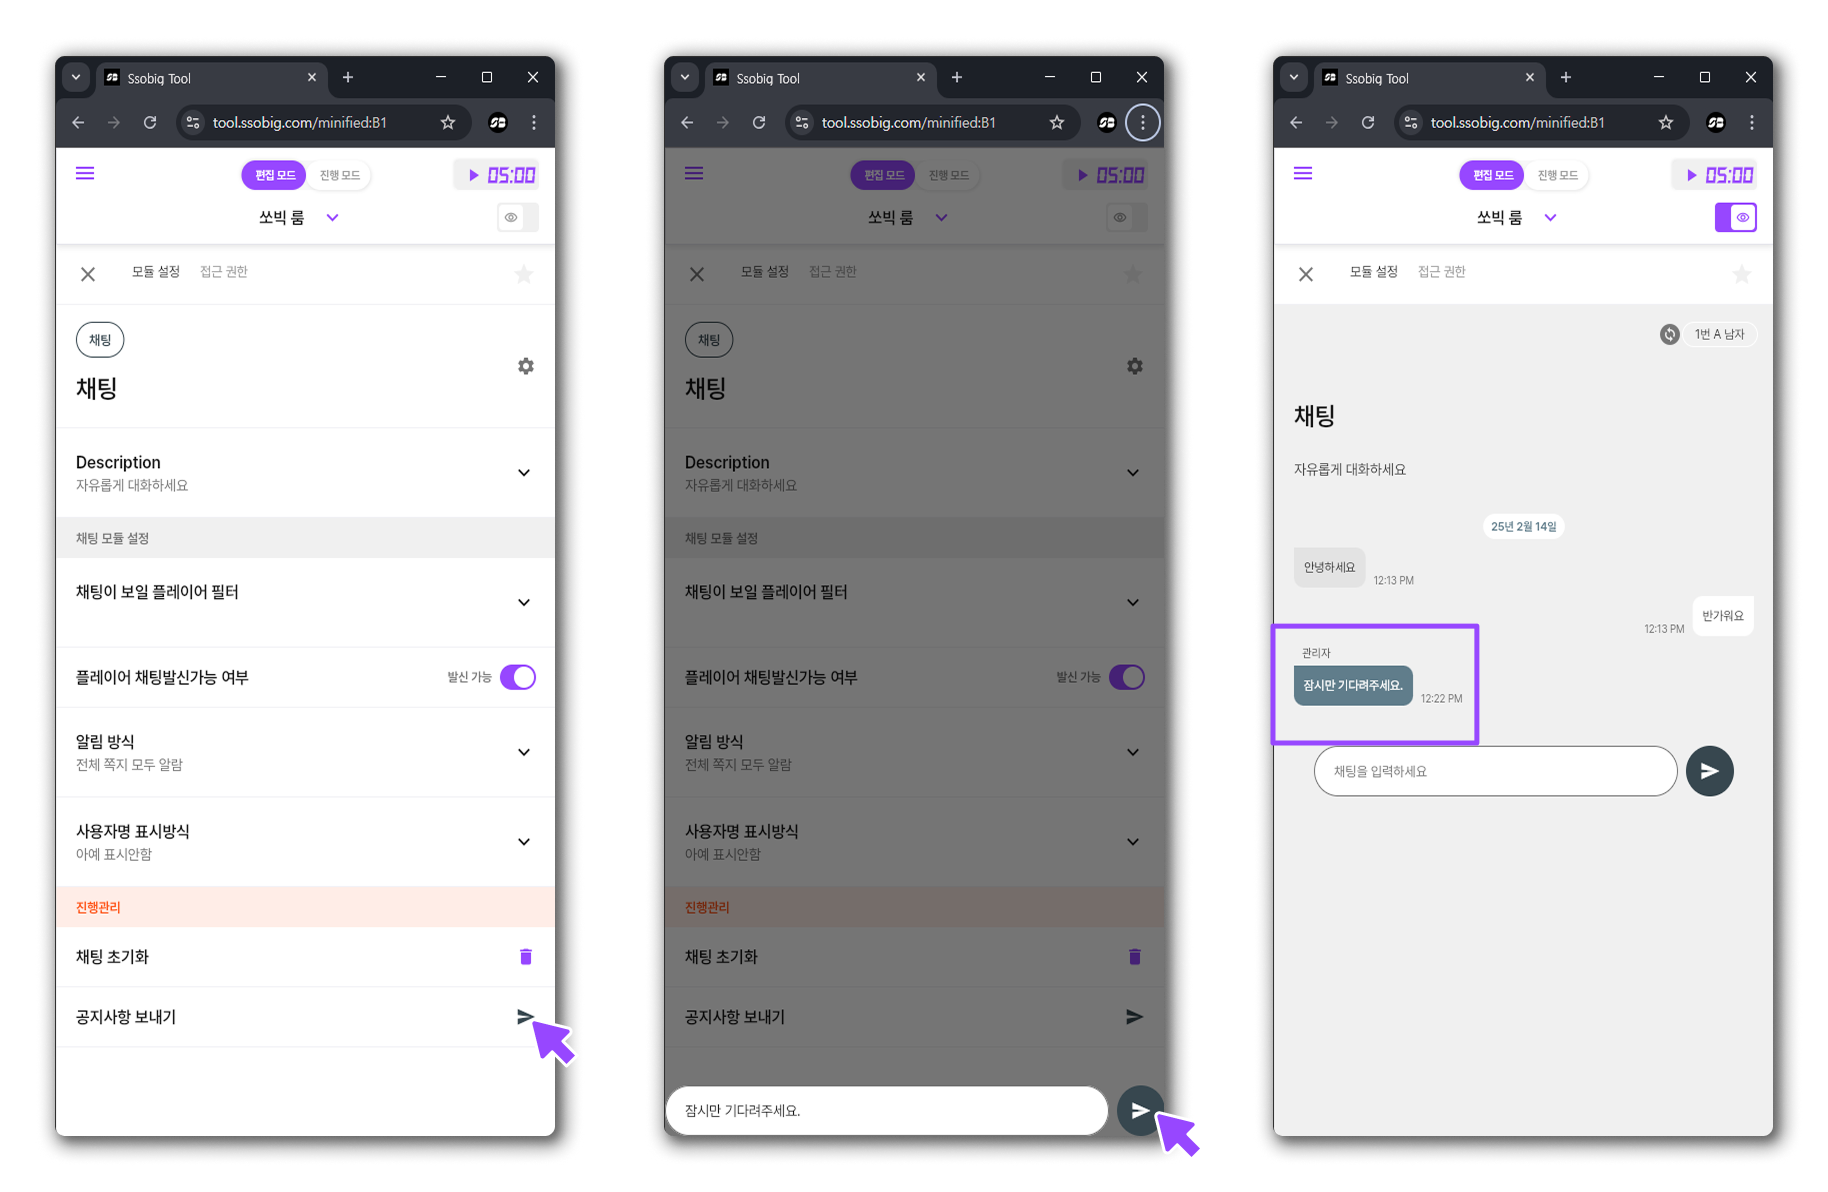 Ssobig Tool
tool.ssobig.com/minified:B1
편집 모드
진행 모드
05:00
쏘빅 룸
모듈 설정
접근 권한
채팅
채팅
Description
자유롭게 대화하세요
채팅 모듈 설정
채팅이 보일 플레이어 필터
플레이어 채팅발신가능 여부
발신 가능
알림 방식
전체 쪽지 모두 알람
사용자명 표시방식
아예 표시안함
진행관리
채팅 초기화
공지사항 보내기
Ssobig Tool
tool.ssobig.com/minified:B1
편집 모드
진행 모드
05:00
쏘빅 룸
모듈 설정
접근 권한
채팅
채팅
Description
자유롭게 대화하세요
채팅 모듈 설정
채팅이 보일 플레이어 필터
플레이어 채팅발신가능 여부
발신 가능
알림 방식
전체 쪽지 모두 알람
사용자명 표시방식
아예 표시안함
진행관리
채팅 초기화
공지사항 보내기
잠시만 기다려주세요.
Ssobig Tool
tool.ssobig.com/minified:B1
편집 모드
진행 모드
05:00
쏘빅 룸
모듈 설정
접근 권한
1번 A 남자
채팅
자유롭게 대화하세요
25년 2월 14일
안녕하세요
12:13 PM
반가워요
12:13 PM
관리자
잠시만 기다려주세요.
12:22 PM
채팅을 입력하세요